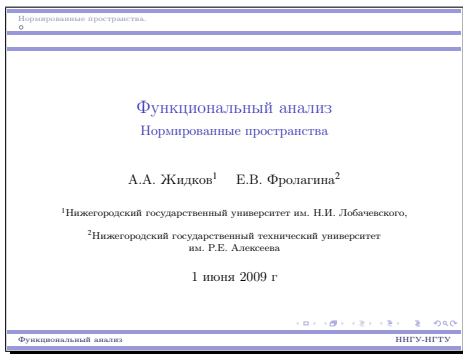 Нормированные пространства.
Функциональный анализ
Нормированные пространства
А.А. Жидков¹ Е.В. Фролагина²
¹Нижегородский государственный университет им. Н.И. Лобачевского,
²Нижегородский государственный технический университет
им. Р.Е. Алексеева
1 июня 2009 г
Функциональный анализ ННГУ-НГТУ